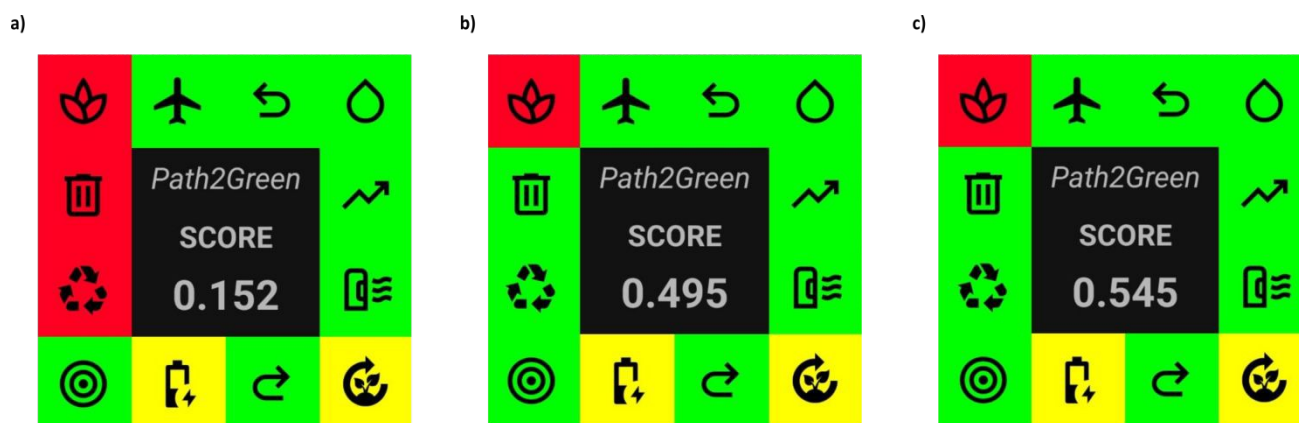 a)
b)
c)
Path2Green
SCORE
0.152
Path2Green
SCORE
0.495
Path2Green
SCORE
0.545